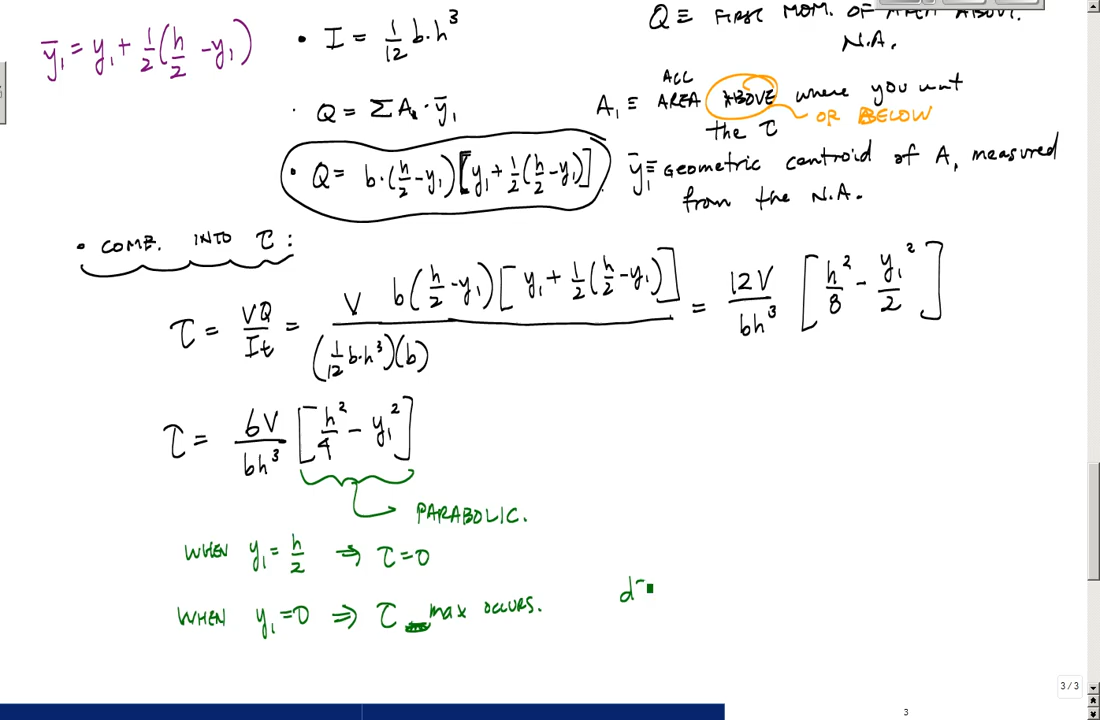 Q ≡ FIRST MOM. OF AREA ABOVE.
N.A.
ȳ₁ = y₁ + 1/2 (h/2 - y₁)
• I = 1/12 b·h³
• Q = ΣA₁·ȳ₁
A₁ ≡ ALL AREA ABOVE where you want
OR BELOW
the τ
• Q = b·(h/2 - y₁)[y₁ + 1/2(h/2 - y₁)]
ȳ₁ ≡ geometric centroid of A, measured
from the N.A.
• COMB. INTO τ:
τ = VQ/It = V b(h/2 - y₁)[y₁ + 1/2(h/2 - y₁)] / (1/12 b·h³)(b) = 12V/bh³ [h²/8 - y₁²/2]
τ = 6V/bh³ [h²/4 - y₁²]
PARABOLIC.
WHEN y₁ = h/2 ⇒ τ = 0
WHEN y₁ = 0 ⇒ τ max OCCURS.
d
3/3
3